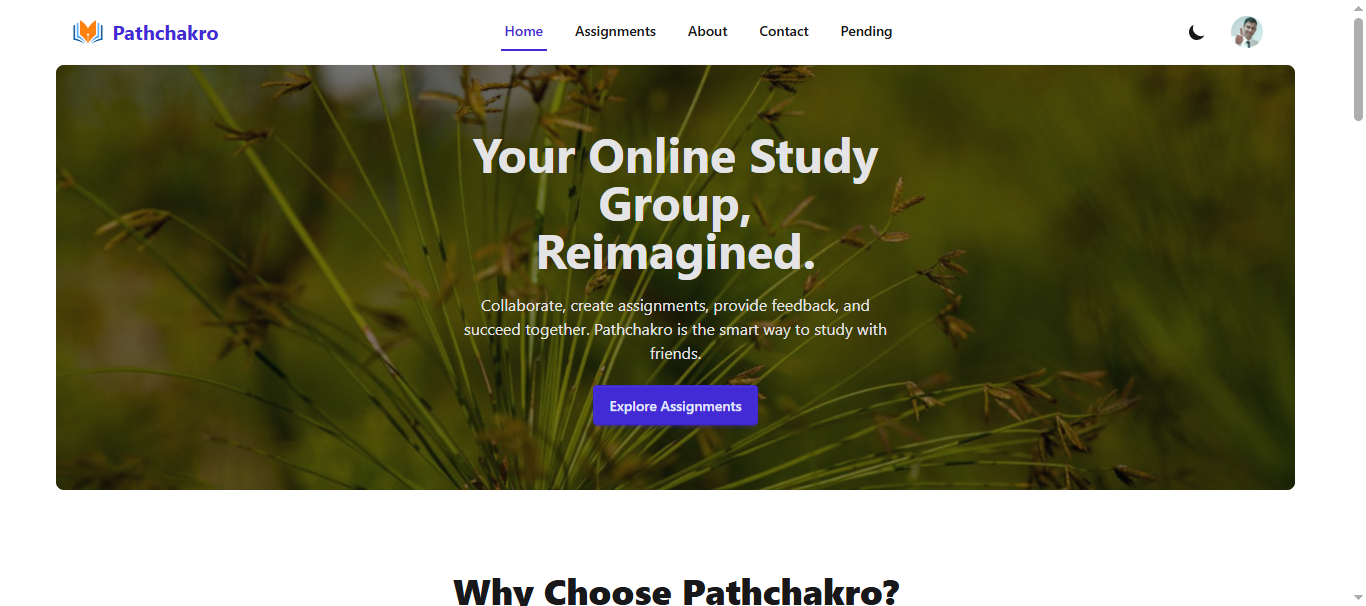 Pathchakro
Home
Assignments
About
Contact
Pending
Your Online Study
Group,
Reimagined.
Collaborate, create assignments, provide feedback, and
succeed together. Pathchakro is the smart way to study with
friends.
Explore Assignments
Why Choose Pathchakro?